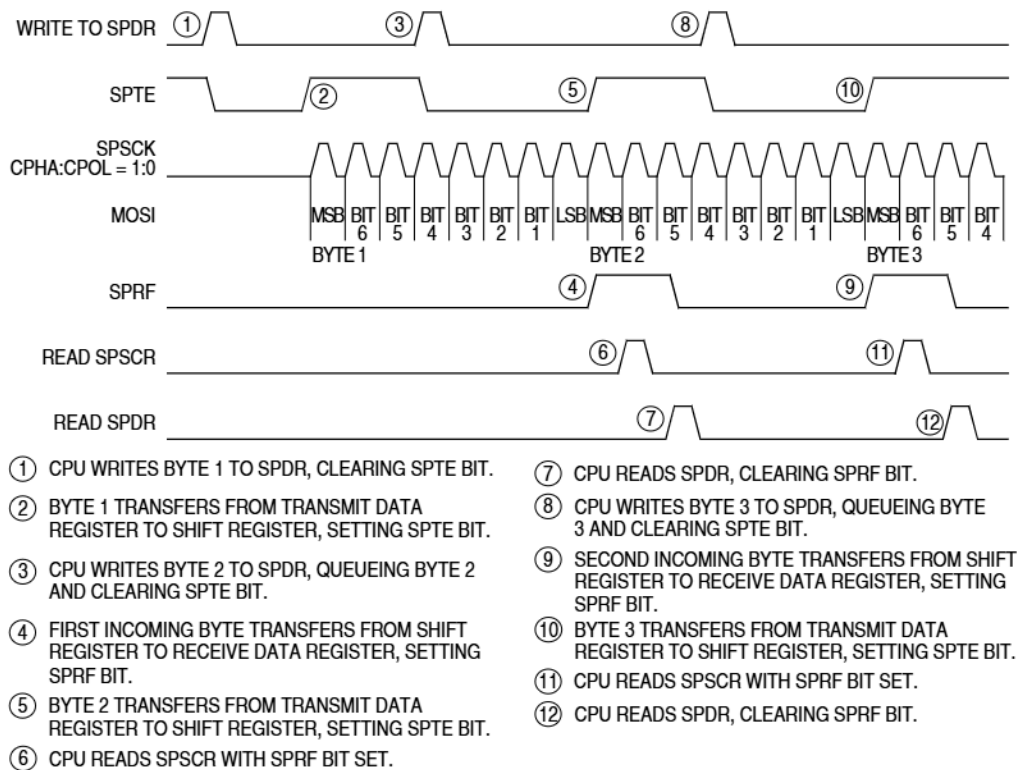 WRITE TO SPDR
①
③
⑧
SPTE
②
⑤
⑩
SPSCK
CPHA:CPOL = 1:0
MOSI
MSB BIT 6 BIT 5 BIT 4 BIT 3 BIT 2 BIT 1 LSB MSB BIT 6 BIT 5 BIT 4 BIT 3 BIT 2 BIT 1 LSB MSB BIT 6 BIT 5 BIT 4
BYTE 1 BYTE 2 BYTE 3
SPRF
④
⑨
READ SPSCR
⑥
⑪
READ SPDR
⑦
⑫
① CPU WRITES BYTE 1 TO SPDR, CLEARING SPTE BIT.
② BYTE 1 TRANSFERS FROM TRANSMIT DATA
REGISTER TO SHIFT REGISTER, SETTING SPTE BIT.
③ CPU WRITES BYTE 2 TO SPDR, QUEUEING BYTE 2
AND CLEARING SPTE BIT.
④ FIRST INCOMING BYTE TRANSFERS FROM SHIFT
REGISTER TO RECEIVE DATA REGISTER, SETTING
SPRF BIT.
⑤ BYTE 2 TRANSFERS FROM TRANSMIT DATA
REGISTER TO SHIFT REGISTER, SETTING SPTE BIT.
⑥ CPU READS SPSCR WITH SPRF BIT SET.
⑦ CPU READS SPDR, CLEARING SPRF BIT.
⑧ CPU WRITES BYTE 3 TO SPDR, QUEUEING BYTE
3 AND CLEARING SPTE BIT.
⑨ SECOND INCOMING BYTE TRANSFERS FROM SHIFT
REGISTER TO RECEIVE DATA REGISTER, SETTING
SPRF BIT.
⑩ BYTE 3 TRANSFERS FROM TRANSMIT DATA
REGISTER TO SHIFT REGISTER, SETTING SPTE BIT.
⑪ CPU READS SPSCR WITH SPRF BIT SET.
⑫ CPU READS SPDR, CLEARING SPRF BIT.